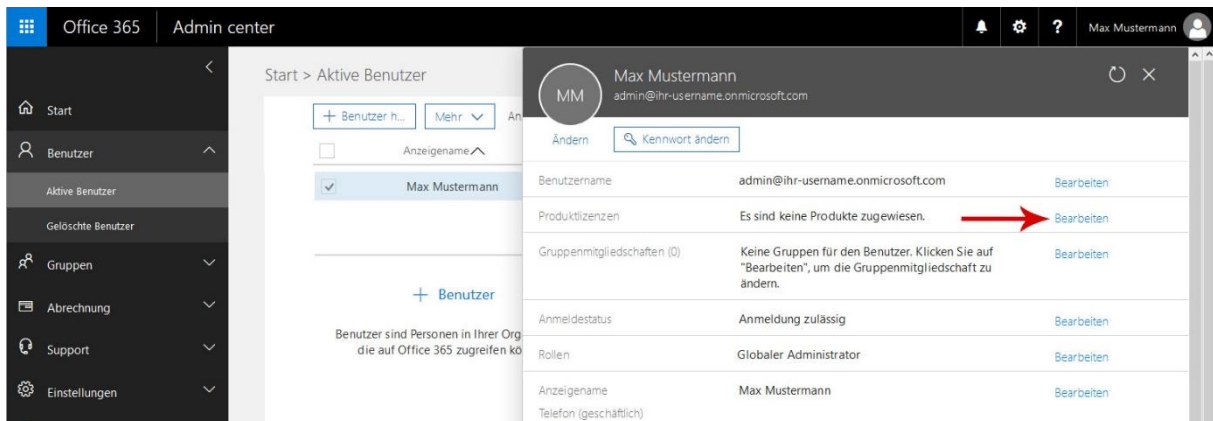 Office 365 Admin center
Max Mustermann
Start
Benutzer
Aktive Benutzer
Gelöschte Benutzer
Gruppen
Abrechnung
Support
Einstellungen
Start > Aktive Benutzer
+ Benutzer h... Mehr An
Anzeigename
Max Mustermann
+ Benutzer
Benutzer sind Personen in Ihrer Org
die auf Office 365 zugreifen kö
MM
Max Mustermann
admin@ihr-username.onmicrosoft.com
Ändern Kennwort ändern
Benutzername admin@ihr-username.onmicrosoft.com Bearbeiten
Produktlizenzen Es sind keine Produkte zugewiesen. Bearbeiten
Gruppenmitgliedschaften (0) Keine Gruppen für den Benutzer. Klicken Sie auf Bearbeiten
"Bearbeiten", um die Gruppenmitgliedschaft zu
ändern.
Anmeldestatus Anmeldung zulässig Bearbeiten
Rollen Globaler Administrator Bearbeiten
Anzeigename Max Mustermann Bearbeiten
Telefon (geschäftlich)